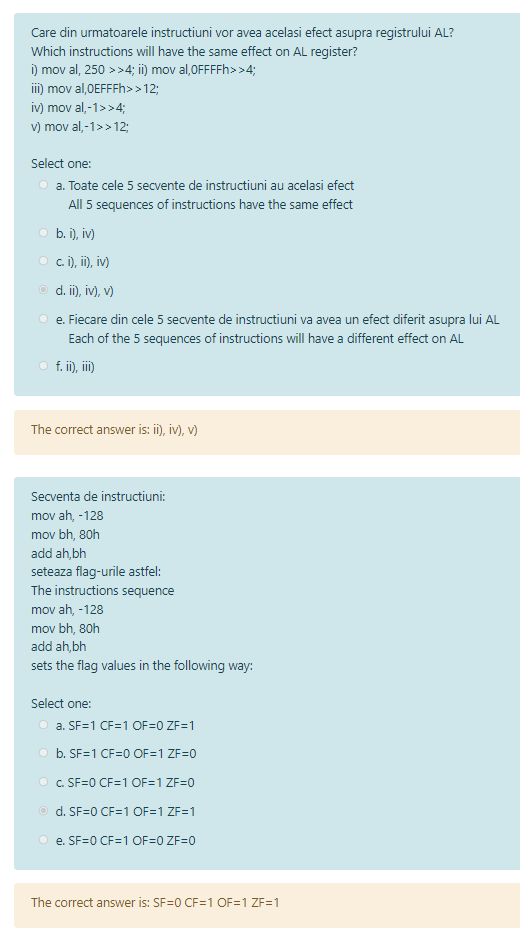 Care din urmatoarele instructiuni vor avea acelasi efect asupra registrului AL?
Which instructions will have the same effect on AL register?
i) mov al, 250 >>4; ii) mov al,0FFFFh>>4;
iii) mov al,0EFFFh>>12;
iv) mov al,-1>>4;
v) mov al,-1>>12;
Select one:
a. Toate cele 5 secvente de instructiuni au acelasi efect
All 5 sequences of instructions have the same effect
b. i), iv)
c. i), ii), iv)
d. ii), iv), v)
e. Fiecare din cele 5 secvente de instructiuni va avea un efect diferit asupra lui AL
Each of the 5 sequences of instructions will have a different effect on AL
f. ii), iii)
The correct answer is: ii), iv), v)
Secventa de instructiuni:
mov ah, -128
mov bh, 80h
add ah,bh
seteaza flag-urile astfel:
The instructions sequence
mov ah, -128
mov bh, 80h
add ah,bh
sets the flag values in the following way:
Select one:
a. SF=1 CF=1 OF=0 ZF=1
b. SF=1 CF=0 OF=1 ZF=0
c. SF=0 CF=1 OF=1 ZF=0
d. SF=0 CF=1 OF=1 ZF=1
e. SF=0 CF=1 OF=0 ZF=0
The correct answer is: SF=0 CF=1 OF=1 ZF=1